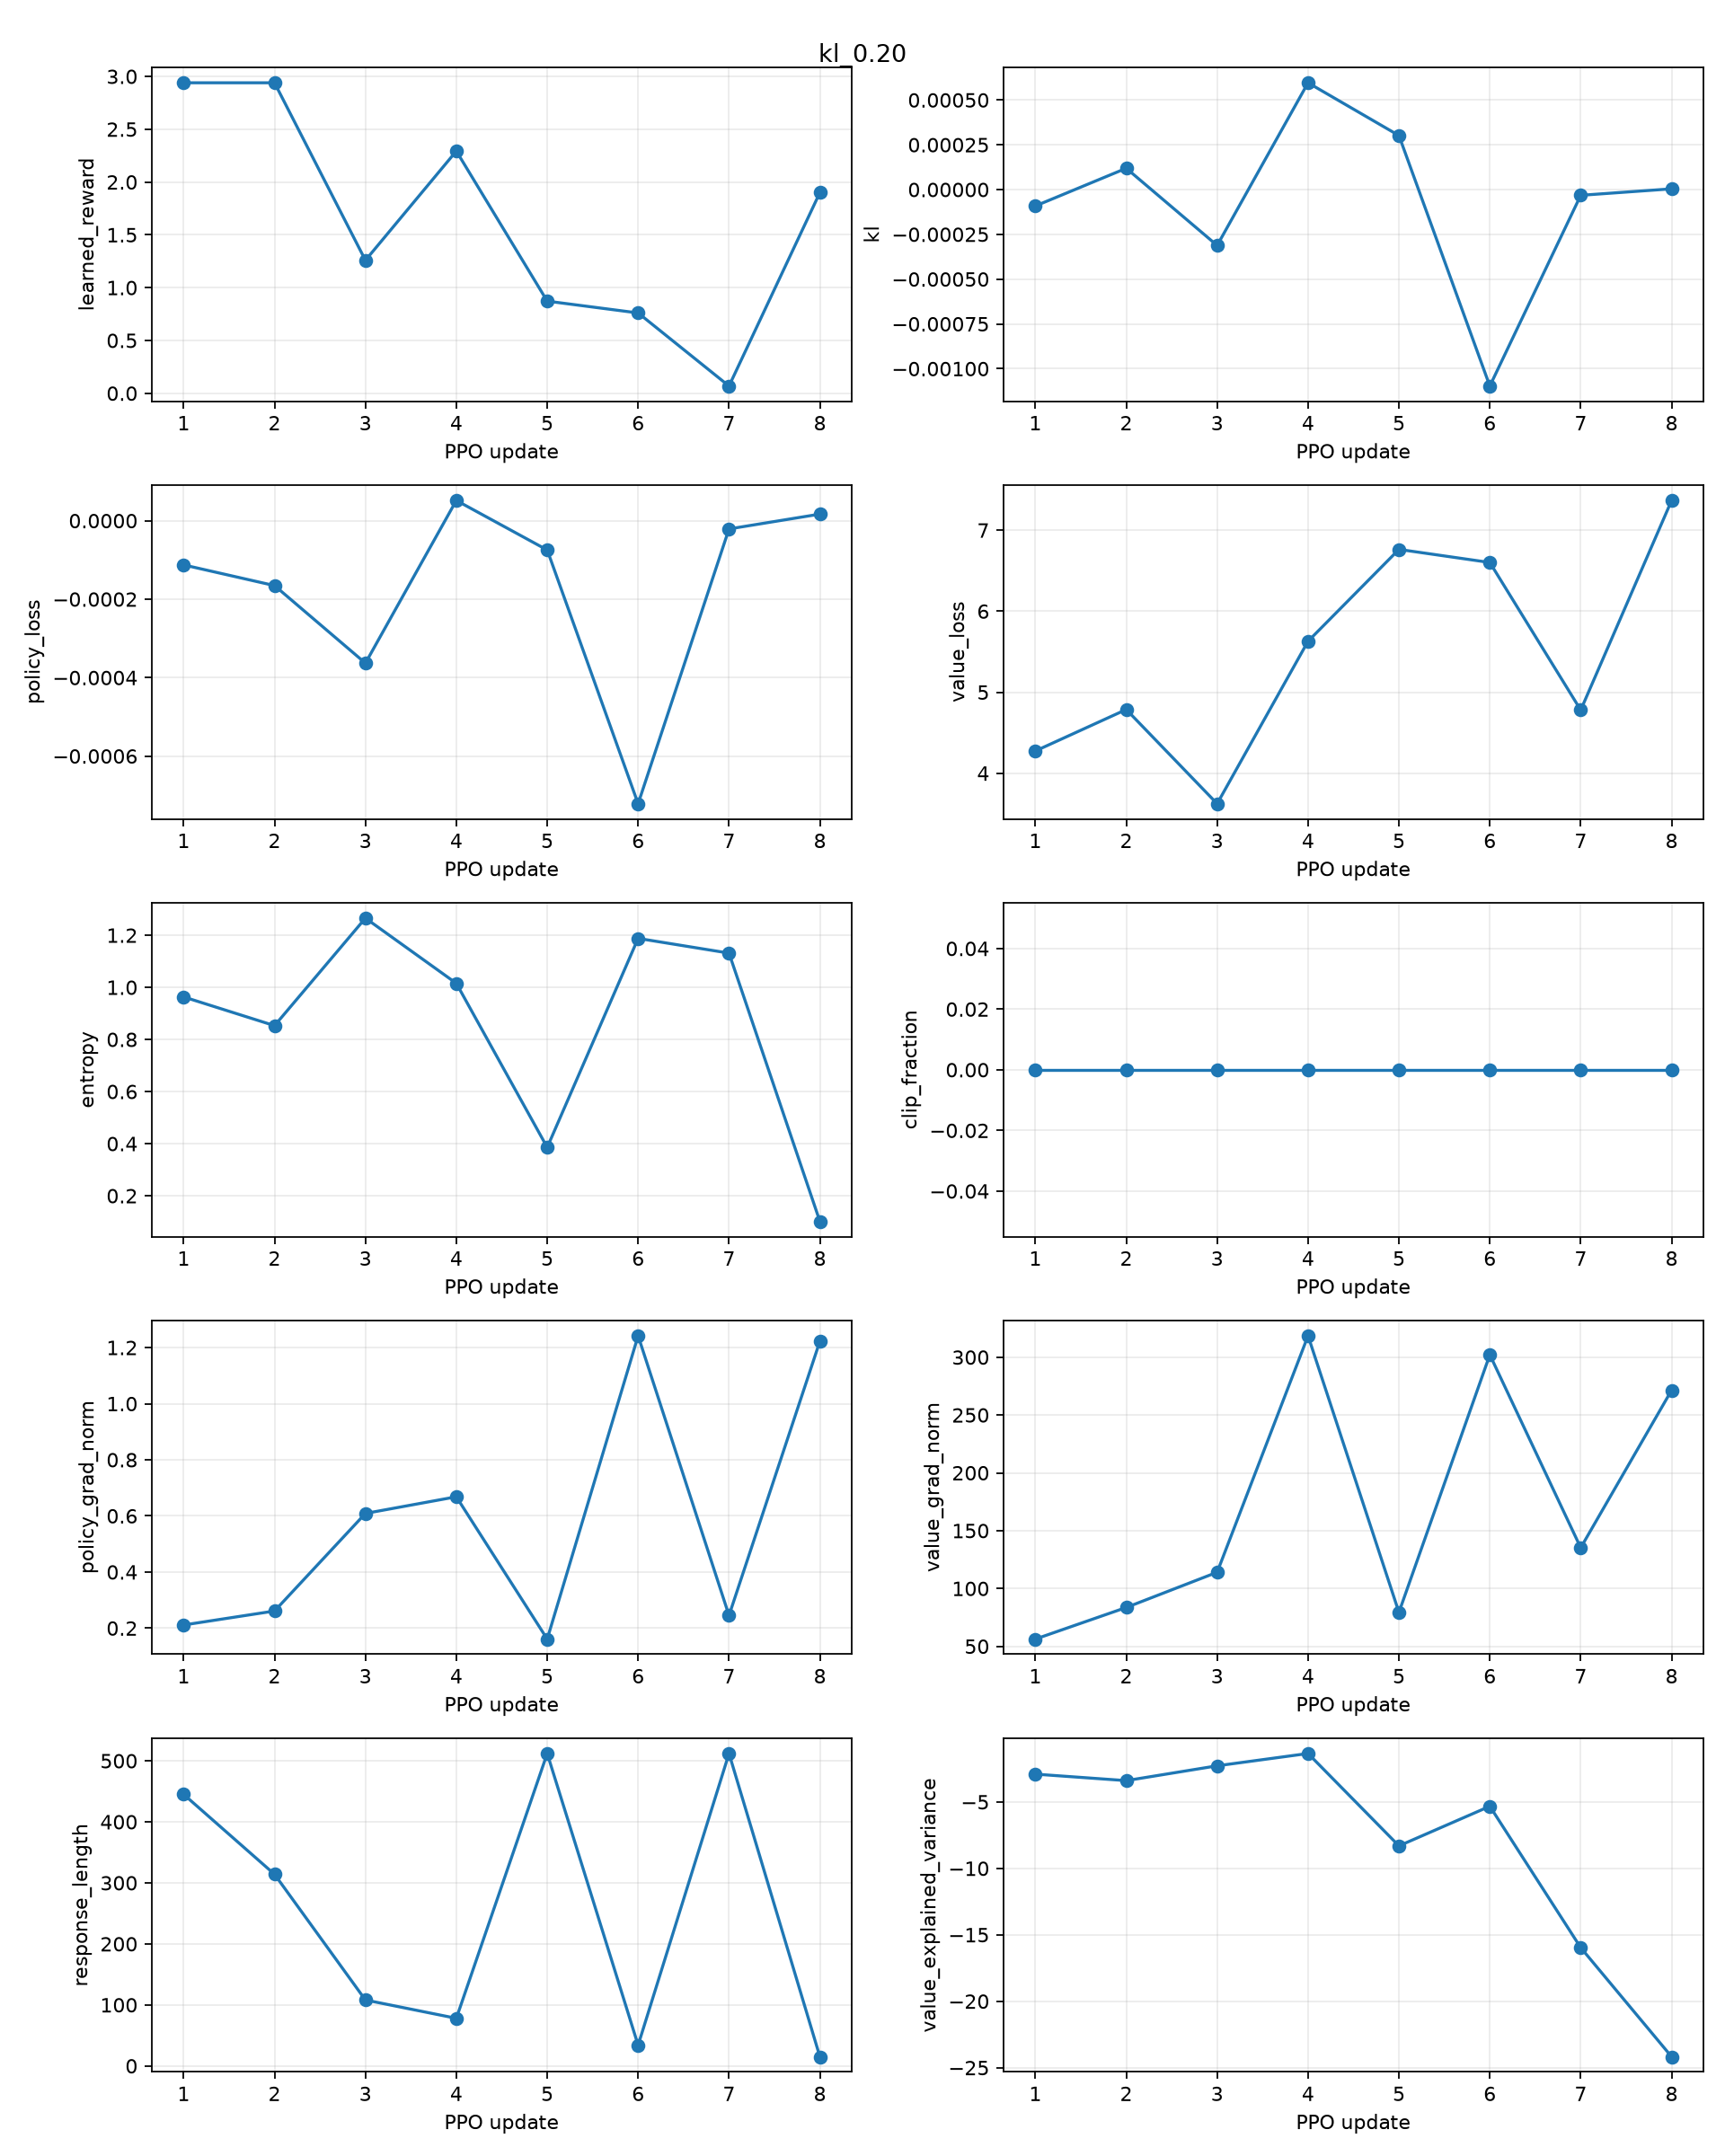 kl_0.20
3.0
2.5
2.0
1.5
1.0
0.5
0.0
learned_reward
1 2 3 4 5 6 7 8
PPO update
0.00050
0.00025
0.00000
−0.00025
−0.00050
−0.00075
−0.00100
kl
1 2 3 4 5 6 7 8
PPO update
0.0000
−0.0002
−0.0004
−0.0006
policy_loss
1 2 3 4 5 6 7 8
PPO update
7
6
5
4
value_loss
1 2 3 4 5 6 7 8
PPO update
1.2
1.0
0.8
0.6
0.4
0.2
entropy
1 2 3 4 5 6 7 8
PPO update
0.04
0.02
0.00
−0.02
−0.04
clip_fraction
1 2 3 4 5 6 7 8
PPO update
1.2
1.0
0.8
0.6
0.4
0.2
policy_grad_norm
1 2 3 4 5 6 7 8
PPO update
300
250
200
150
100
50
value_grad_norm
1 2 3 4 5 6 7 8
PPO update
500
400
300
200
100
0
response_length
1 2 3 4 5 6 7 8
PPO update
−5
−10
−15
−20
−25
value_explained_variance
1 2 3 4 5 6 7 8
PPO update